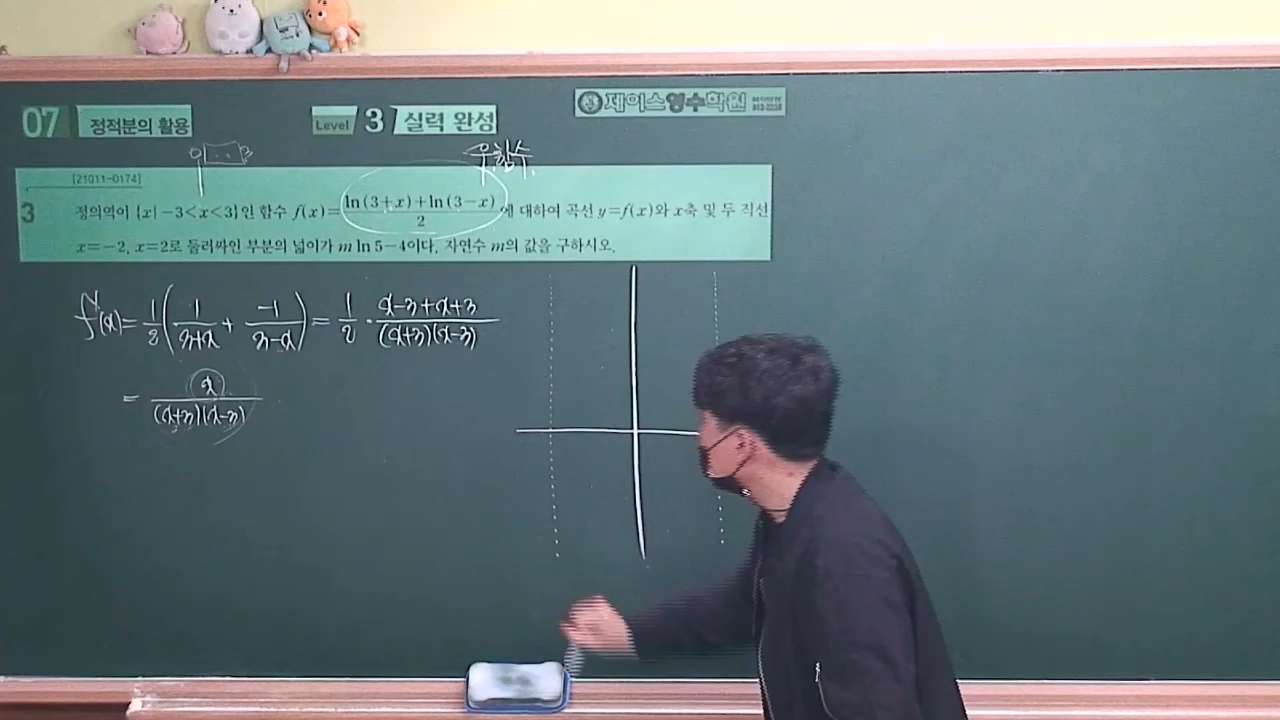 07 정적분의 활용
Level 3 실력 완성
제이스영수학원
우함수.
[21011-0174]
3 정의역이 {x|-3<x<3}인 함수 f(x)=(ln(3+x)+ln(3-x))/2에 대하여 곡선 y=f(x)와 x축 및 두 직선
x=-2, x=2로 둘러싸인 부분의 넓이가 m ln 5-4이다. 자연수 m의 값을 구하시오.
f'(x)=1/2(1/(3+x)+(-1)/(3-x))=1/2·(x-3+x+3)/((x+3)(x-3))
=x/((x+3)(x-3))